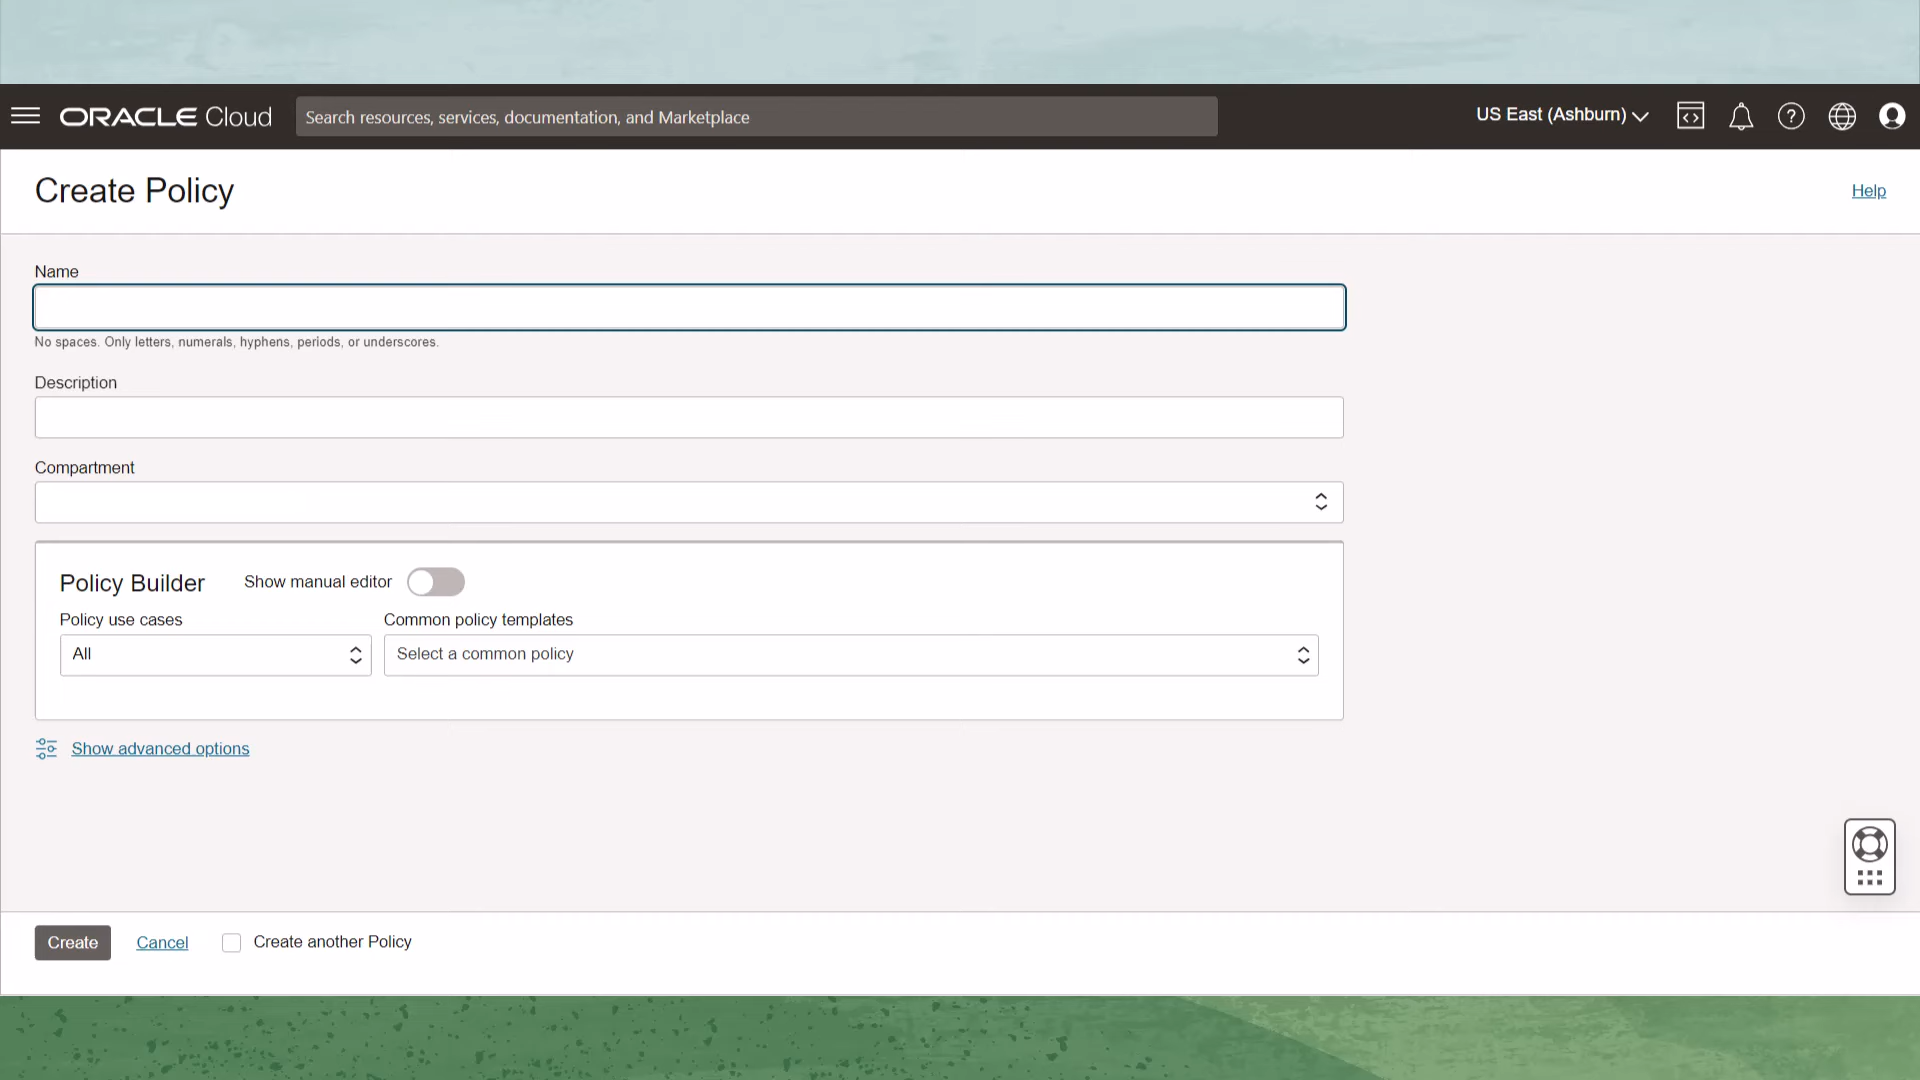 ORACLE Cloud
Search resources, services, documentation, and Marketplace
US East (Ashburn)
Create Policy
Help
Name
No spaces. Only letters, numerals, hyphens, periods, or underscores.
Description
Compartment
Policy Builder
Show manual editor
Policy use cases
Common policy templates
All
Select a common policy
Show advanced options
Create
Cancel
Create another Policy